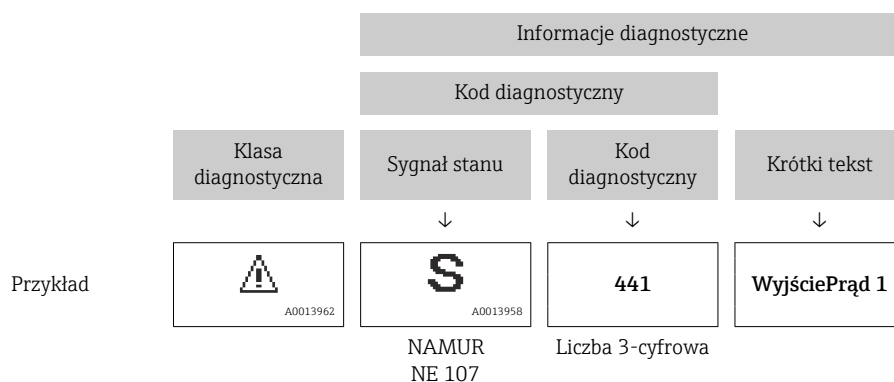 Informacje diagnostyczne
Kod diagnostyczny
Klasa
diagnostyczna
Sygnał stanu
Kod
diagnostyczny
Krótki tekst
↓ ↓ ↓
Przykład
⚠
A0013962
S
A0013958
441
WyjściePrąd 1
NAMUR
NE 107
Liczba 3-cyfrowa